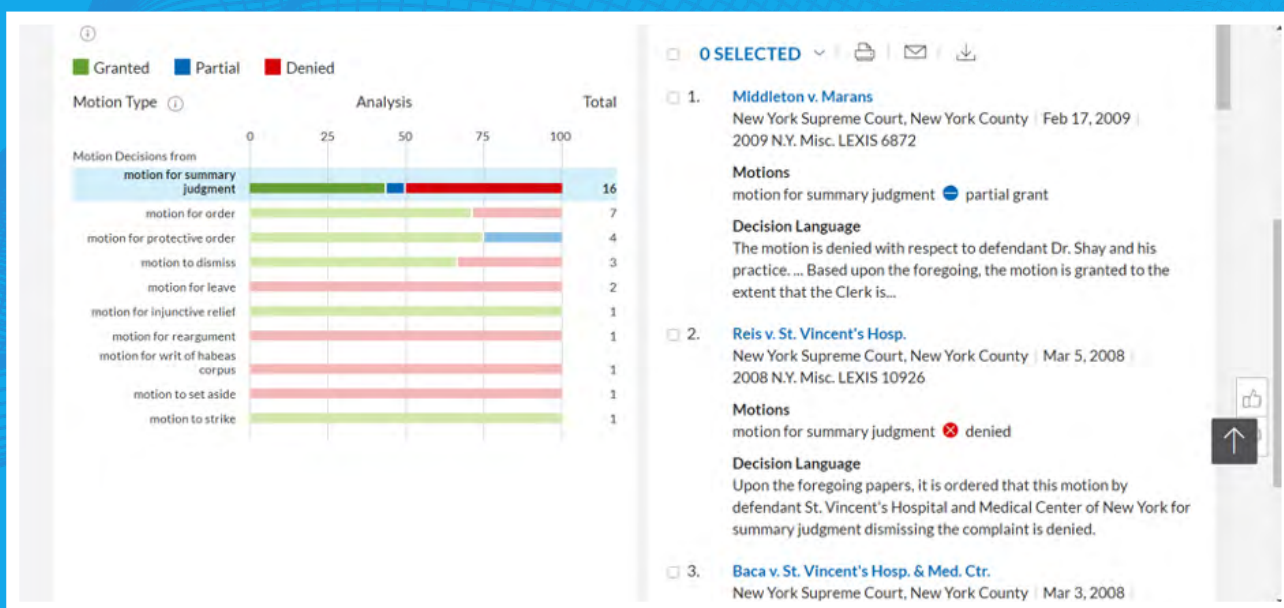 Granted Partial Denied
Motion Type Analysis Total
0 25 50 75 100
Motion Decisions from
motion for summary
judgment 16
motion for order 7
motion for protective order 4
motion to dismiss 3
motion for leave 2
motion for injunctive relief 1
motion for reargument 1
motion for writ of habeas
corpus 1
motion to set aside 1
motion to strike 1
0 SELECTED
1. Middleton v. Marans
New York Supreme Court, New York County | Feb 17, 2009
2009 N.Y. Misc. LEXIS 6872
Motions
motion for summary judgment partial grant
Decision Language
The motion is denied with respect to defendant Dr. Shay and his
practice. ... Based upon the foregoing, the motion is granted to the
extent that the Clerk is...
2. Reis v. St. Vincent's Hosp.
New York Supreme Court, New York County | Mar 5, 2008
2008 N.Y. Misc. LEXIS 10926
Motions
motion for summary judgment denied
Decision Language
Upon the foregoing papers, it is ordered that this motion by
defendant St. Vincent's Hospital and Medical Center of New York for
summary judgment dismissing the complaint is denied.
3. Baca v. St. Vincent's Hosp. & Med. Ctr.
New York Supreme Court, New York County | Mar 3, 2008